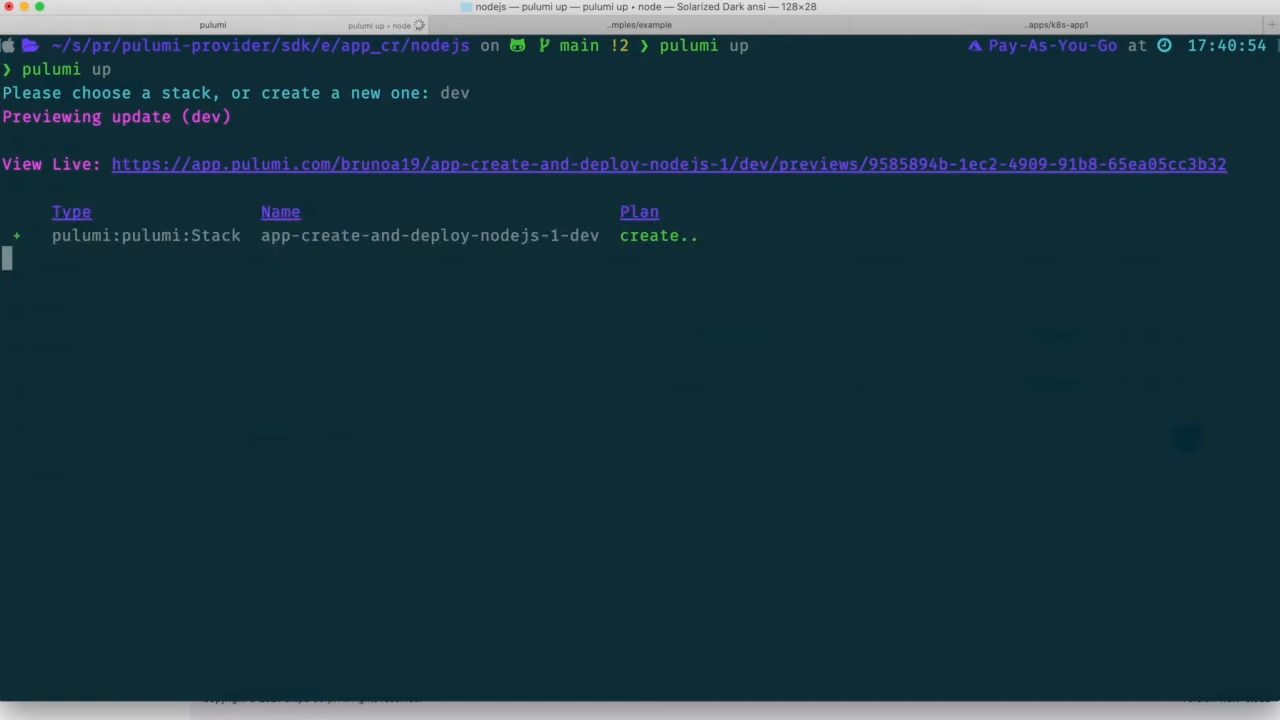 nodejs — pulumi up — pulumi up • node — Solarized Dark ansi — 128×28
pulumi
pulumi up • node
..mples/example
..apps/k8s-app1
~/s/pr/pulumi-provider/sdk/e/app_cr/nodejs on main !2 ❯ pulumi up
Pay-As-You-Go at 17:40:54
❯ pulumi up
Please choose a stack, or create a new one: dev
Previewing update (dev)
View Live: https://app.pulumi.com/brunoa19/app-create-and-deploy-nodejs-1/dev/previews/9585894b-1ec2-4909-91b8-65ea05cc3b32
Type Name Plan
+ pulumi:pulumi:Stack app-create-and-deploy-nodejs-1-dev create..